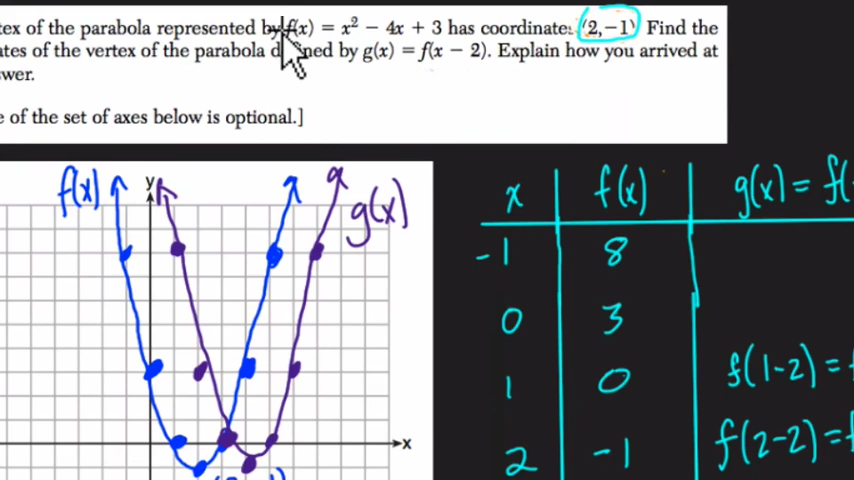 tex of the parabola represented by f(x) = x² − 4x + 3 has coordinates (2, −1). Find the
ates of the vertex of the parabola defined by g(x) = f(x − 2). Explain how you arrived at
wer.
e of the set of axes below is optional.]
f(x) y g(x)
x
x f(x) g(x) = f(
-1 8
0 3
1 0 f(1-2) =
2 -1 f(2-2) = f